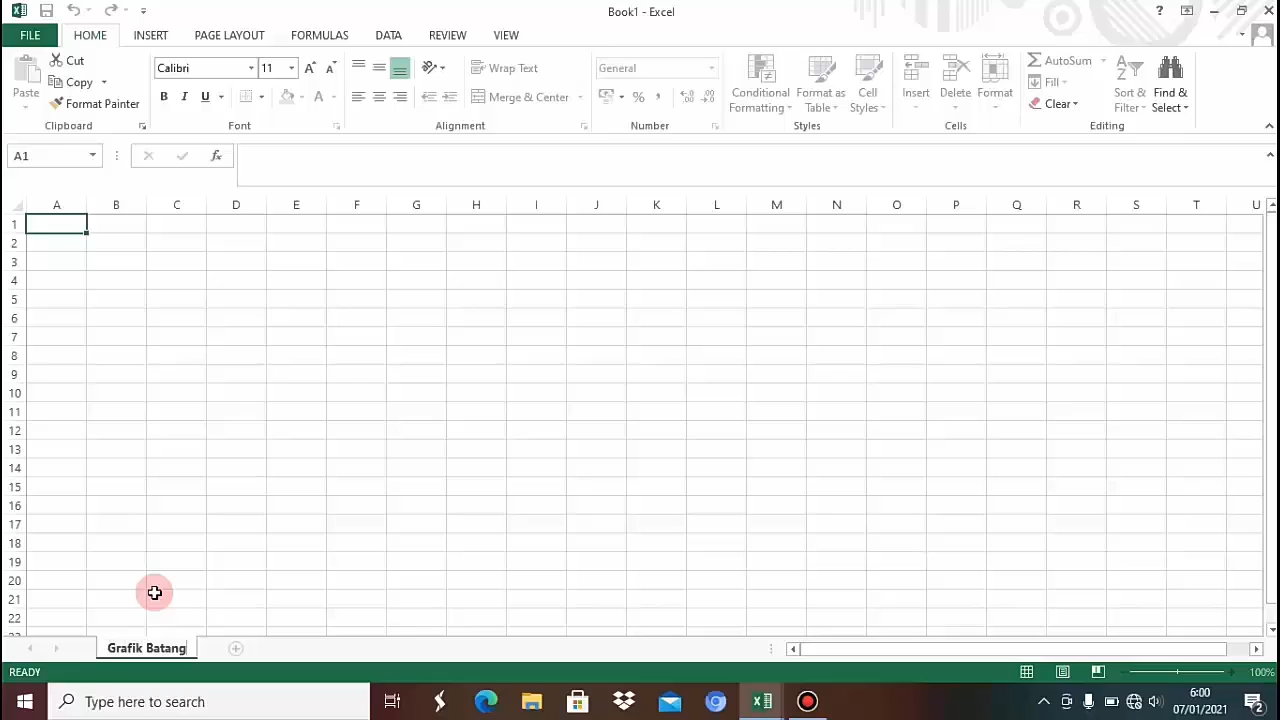 Book1 - Excel
?
FILE HOME INSERT PAGE LAYOUT FORMULAS DATA REVIEW VIEW
Paste
Cut
Copy
Format Painter
Clipboard
Calibri 11
B I U
Font
Wrap Text
Merge & Center
Alignment
General
%
Number
Conditional Formatting
Format as Table
Cell Styles
Styles
Insert Delete Format
Cells
AutoSum
Fill
Clear
Sort & Filter
Find & Select
Editing
A1
fx
A B C D E F G H I J K L M N O P Q R S T U
1
2
3
4
5
6
7
8
9
10
11
12
13
14
15
16
17
18
19
20
21
22
23
Grafik Batang
READY
100%
Type here to search
6:00
07/01/2021
2